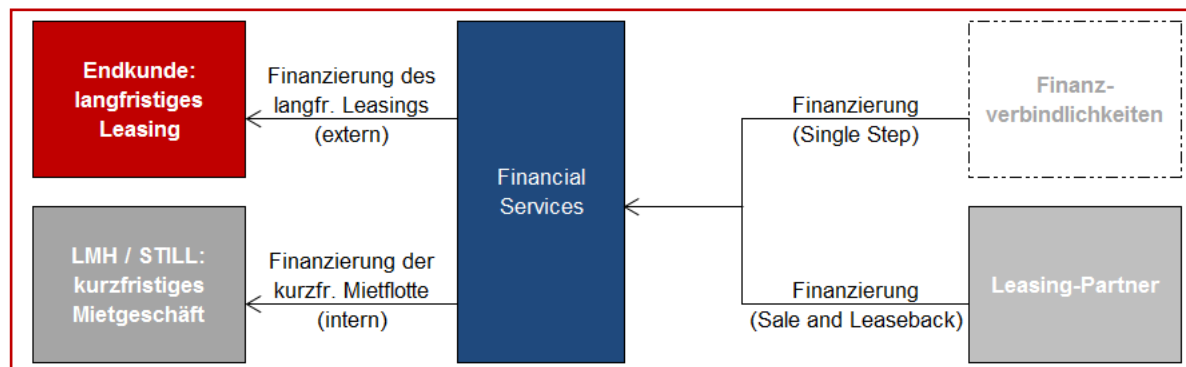 Endkunde:
langfristiges
Leasing
Finanzierung des
langfr. Leasings
(extern)
LMH / STILL:
kurzfristiges
Mietgeschäft
Finanzierung der
kurzfr. Mietflotte
(intern)
Financial
Services
Finanzierung
(Single Step)
Finanz-
verbindlichkeiten
Finanzierung
(Sale and Leaseback)
Leasing-Partner